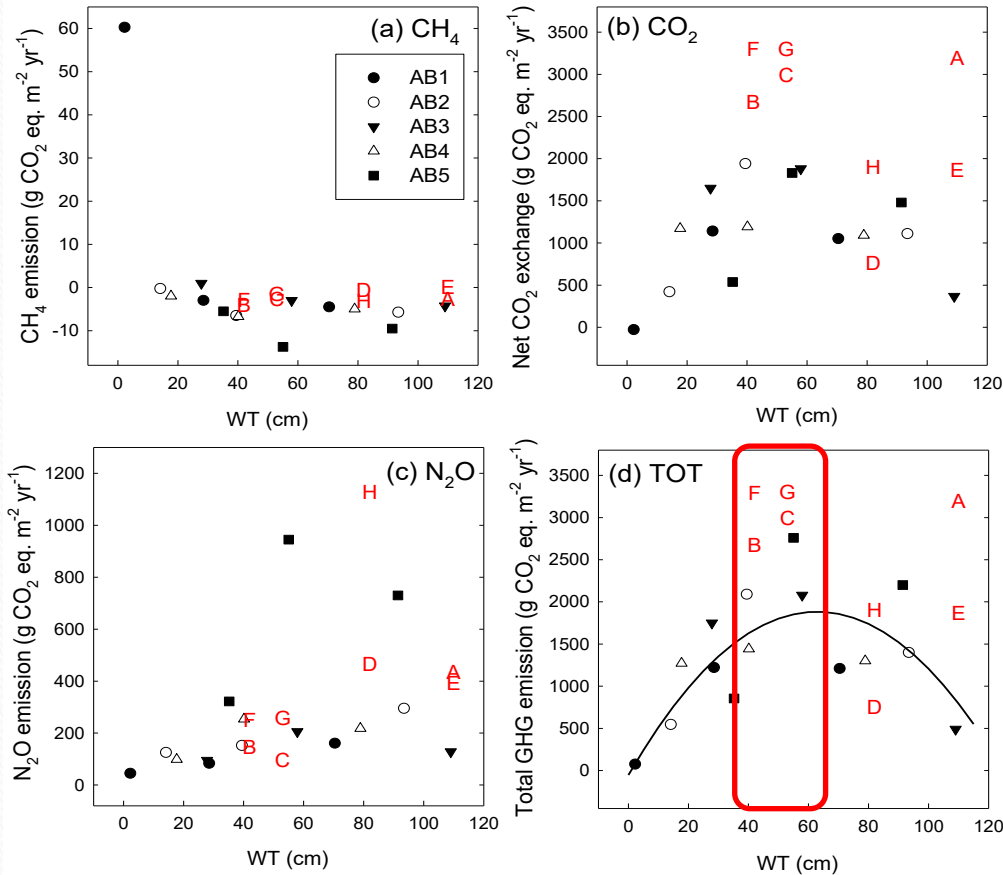 (a) CH4
CH4 emission (g CO2 eq. m-2 yr-1)
60
50
40
30
20
10
0
-10
AB1
AB2
AB3
AB4
AB5
F
B
G
C
D
H
E
A
0 20 40 60 80 100 120
WT (cm)
(b) CO2
Net CO2 exchange (g CO2 eq. m-2 yr-1)
3500
3000
2500
2000
1500
1000
500
0
F
G
C
B
A
H
E
D
0 20 40 60 80 100 120
WT (cm)
(c) N2O
N2O emission (g CO2 eq. m-2 yr-1)
1200
1000
800
600
400
200
0
H
D
A
E
F
G
B
C
0 20 40 60 80 100 120
WT (cm)
(d) TOT
Total GHG emission (g CO2 eq. m-2 yr-1)
3500
3000
2500
2000
1500
1000
500
0
F
G
C
B
A
H
E
D
0 20 40 60 80 100 120
WT (cm)